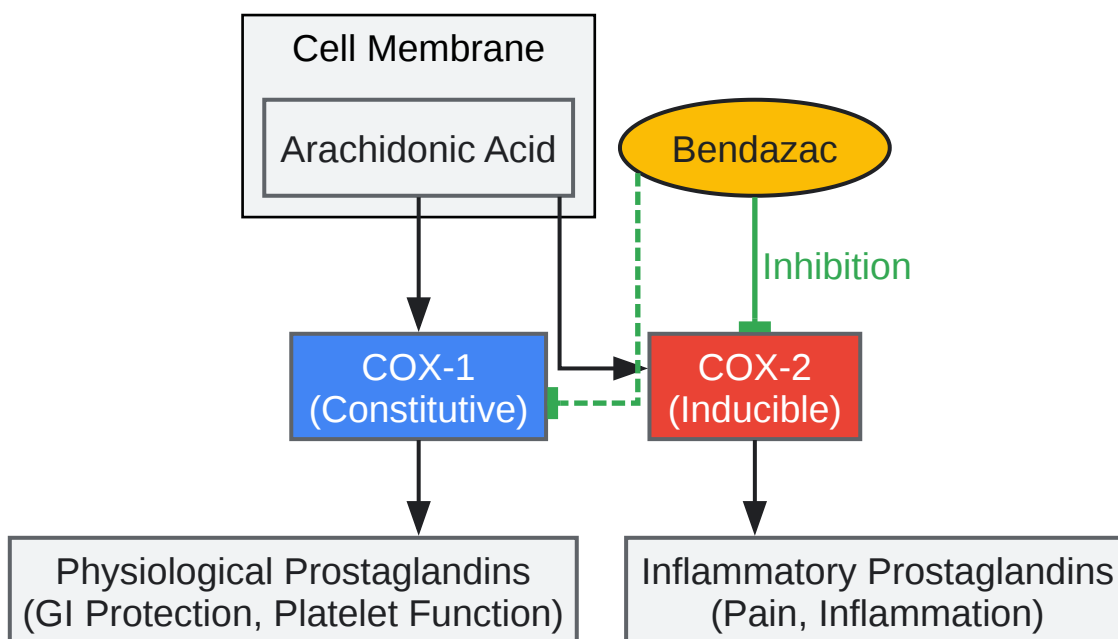 Cell Membrane
Arachidonic Acid
Bendazac
Inhibition
COX-1
(Constitutive)
COX-2
(Inducible)
Physiological Prostaglandins
(GI Protection, Platelet Function)
Inflammatory Prostaglandins
(Pain, Inflammation)